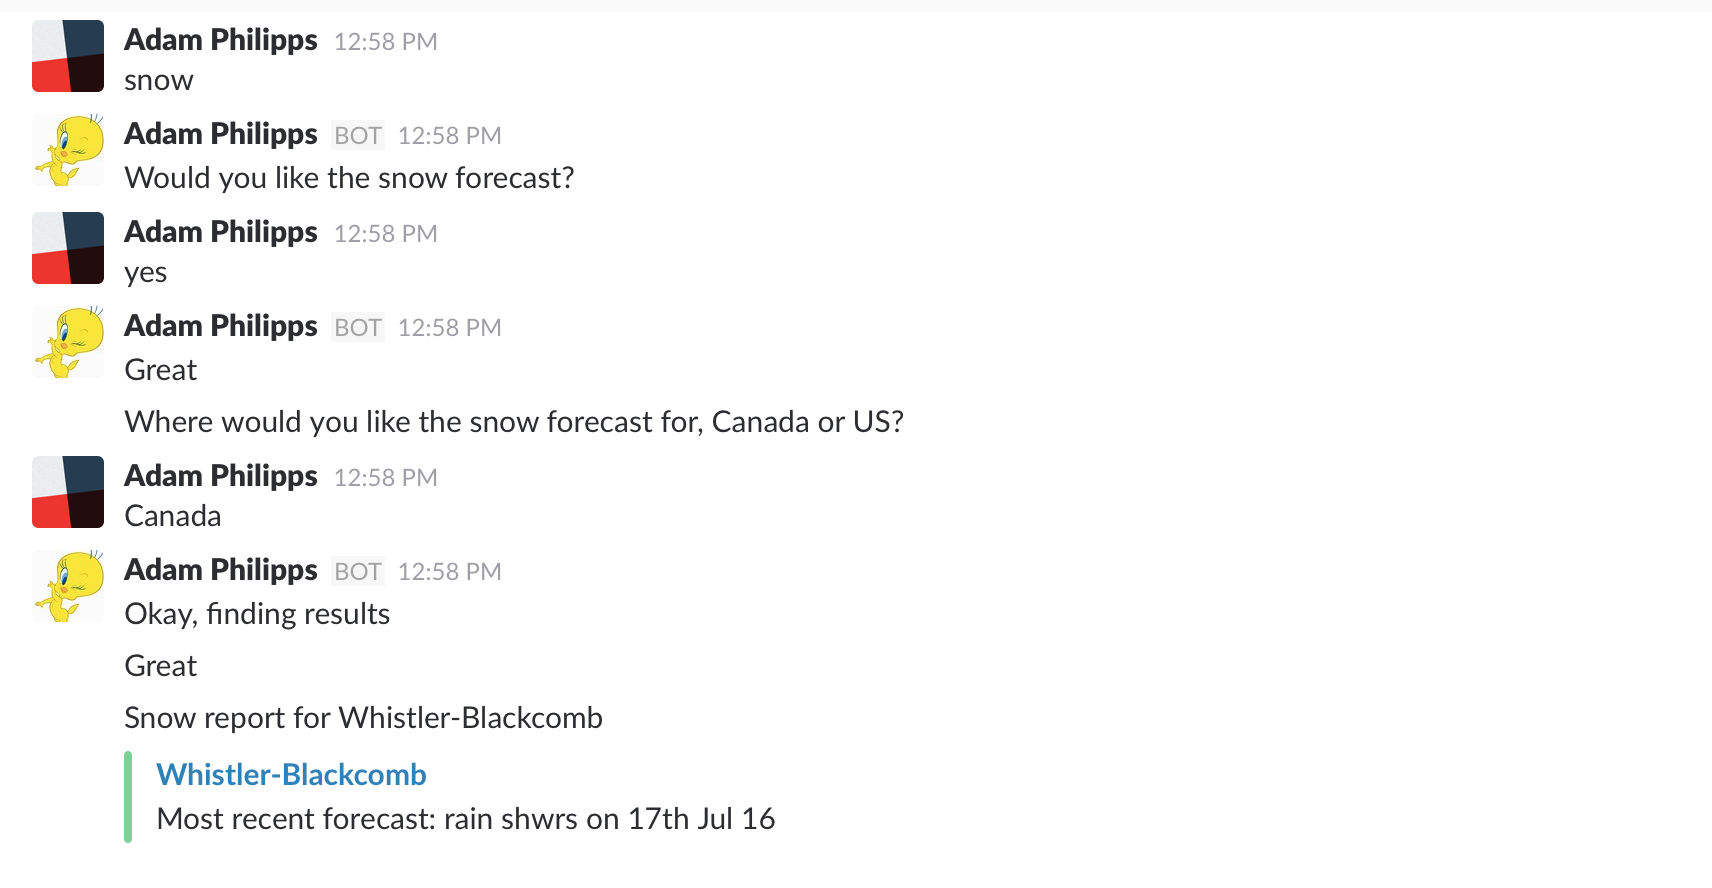 Adam Philipps 12:58 PM
snow
Adam Philipps BOT 12:58 PM
Would you like the snow forecast?
Adam Philipps 12:58 PM
yes
Adam Philipps BOT 12:58 PM
Great
Where would you like the snow forecast for, Canada or US?
Adam Philipps 12:58 PM
Canada
Adam Philipps BOT 12:58 PM
Okay, finding results
Great
Snow report for Whistler-Blackcomb
Whistler-Blackcomb
Most recent forecast: rain shwrs on 17th Jul 16